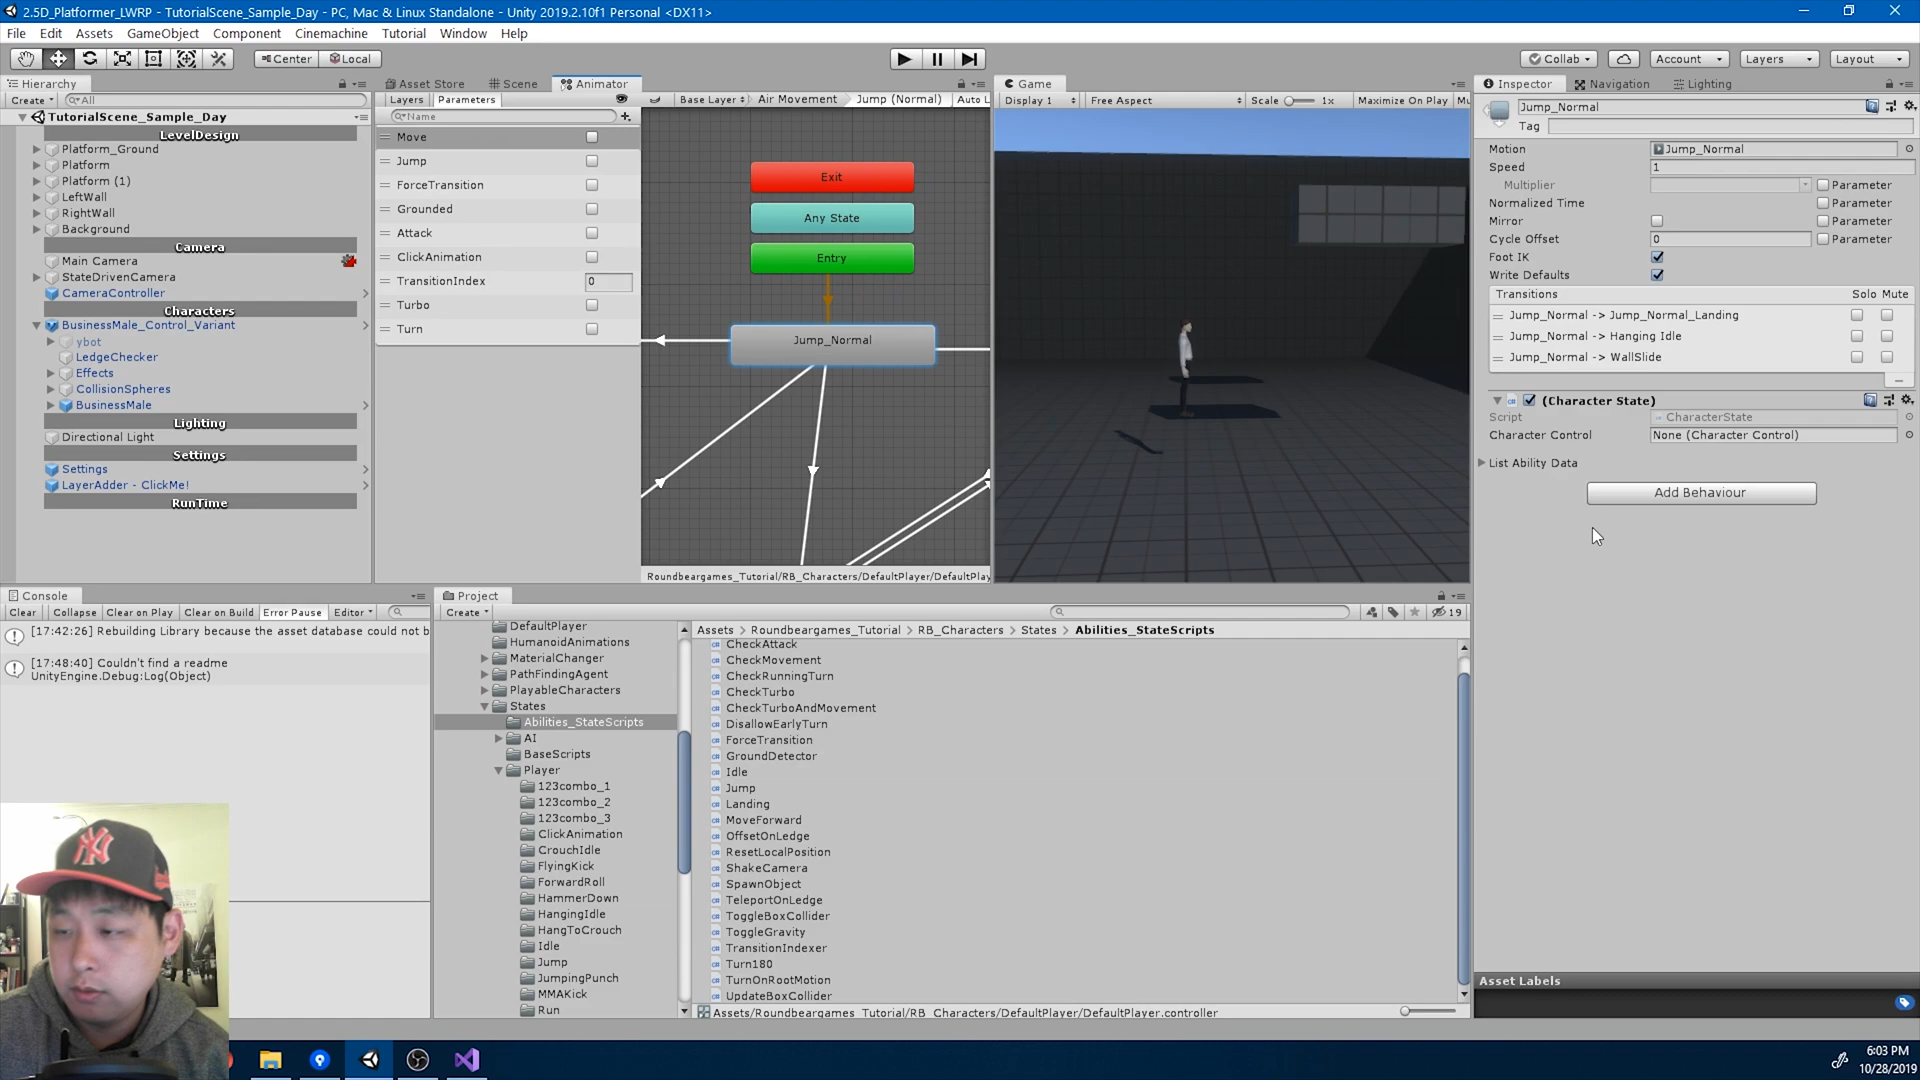 2.5D_Platformer_LWRP - TutorialScene_Sample_Day - PC, Mac & Linux Standalone - Unity 2019.2.10f1 Personal <DX11>
File Edit Assets GameObject Component Cinemachine Tutorial Window Help
Center Local
Collab Account Layers Layout
Hierarchy
Create All
TutorialScene_Sample_Day
LevelDesign
Platform_Ground
Platform
Platform (1)
LeftWall
RightWall
Background
Camera
Main Camera
StateDrivenCamera
CameraController
Characters
BusinessMale_Control_Variant
ybot
LedgeChecker
Effects
CollisionSpheres
BusinessMale
Lighting
Directional Light
Settings
Settings
LayerAdder - ClickMe!
RunTime
Asset Store Scene Animator
Layers Parameters
Base Layer Air Movement Jump (Normal) Auto L
Name
Move
Jump
ForceTransition
Grounded
Attack
ClickAnimation
TransitionIndex 0
Turbo
Turn
Exit
Any State
Entry
Jump_Normal
Roundbeargames_Tutorial/RB_Characters/DefaultPlayer/DefaultPlay
Game
Display 1 Free Aspect Scale 1x Maximize On Play Mu
Inspector Navigation Lighting
Jump_Normal
Tag
Motion Jump_Normal
Speed 1
Multiplier Parameter
Normalized Time Parameter
Mirror Parameter
Cycle Offset 0 Parameter
Foot IK
Write Defaults
Transitions Solo Mute
Jump_Normal -> Jump_Normal_Landing
Jump_Normal -> Hanging Idle
Jump_Normal -> WallSlide
(Character State)
Script CharacterState
Character Control None (Character Control)
List Ability Data
Add Behaviour
Asset Labels
Console
Clear Collapse Clear on Play Clear on Build Error Pause Editor
[17:42:26] Rebuilding Library because the asset database could not b
[17:48:40] Couldn't find a readme
UnityEngine.Debug:Log(Object)
Project
Create 19
DefaultPlayer
HumanoidAnimations
MaterialChanger
PathFindingAgent
PlayableCharacters
States
Abilities_StateScripts
AI
BaseScripts
Player
123combo_1
123combo_2
123combo_3
ClickAnimation
CrouchIdle
FlyingKick
ForwardRoll
HammerDown
HangingIdle
HangToCrouch
Idle
Jump
JumpingPunch
MMAKick
Run
Assets > Roundbeargames_Tutorial > RB_Characters > States > Abilities_StateScripts
CheckAttack
CheckMovement
CheckRunningTurn
CheckTurbo
CheckTurboAndMovement
DisallowEarlyTurn
ForceTransition
GroundDetector
Idle
Jump
Landing
MoveForward
OffsetOnLedge
ResetLocalPosition
ShakeCamera
SpawnObject
TeleportOnLedge
ToggleBoxCollider
ToggleGravity
TransitionIndexer
Turn180
TurnOnRootMotion
UpdateBoxCollider
Assets/Roundbeargames_Tutorial/RB_Characters/DefaultPlayer/DefaultPlayer.controller
6:03 PM
10/28/2019